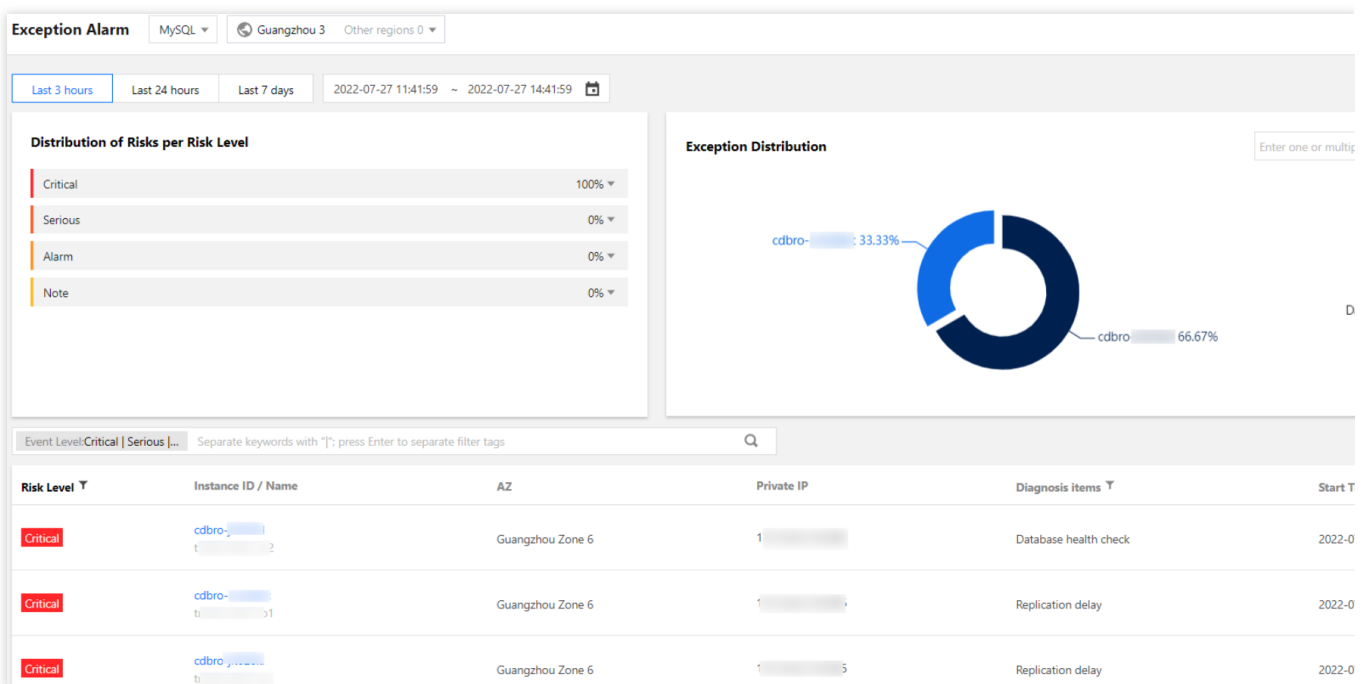 Exception Alarm MySQL Guangzhou 3 Other regions 0
Last 3 hours Last 24 hours Last 7 days 2022-07-27 11:41:59 ~ 2022-07-27 14:41:59
Distribution of Risks per Risk Level
Critical 100%
Serious 0%
Alarm 0%
Note 0%
Exception Distribution
Enter one or multip
cdbro- : 33.33%
cdbro 66.67%
Event Level:Critical | Serious |... Separate keywords with "|"; press Enter to separate filter tags
Risk Level Instance ID / Name AZ Private IP Diagnosis items Start T
Critical cdbro- Guangzhou Zone 6 Database health check 2022-0
Critical cdbro- Guangzhou Zone 6 Replication delay 2022-0
Critical cdbro Guangzhou Zone 6 Replication delay 2022-0